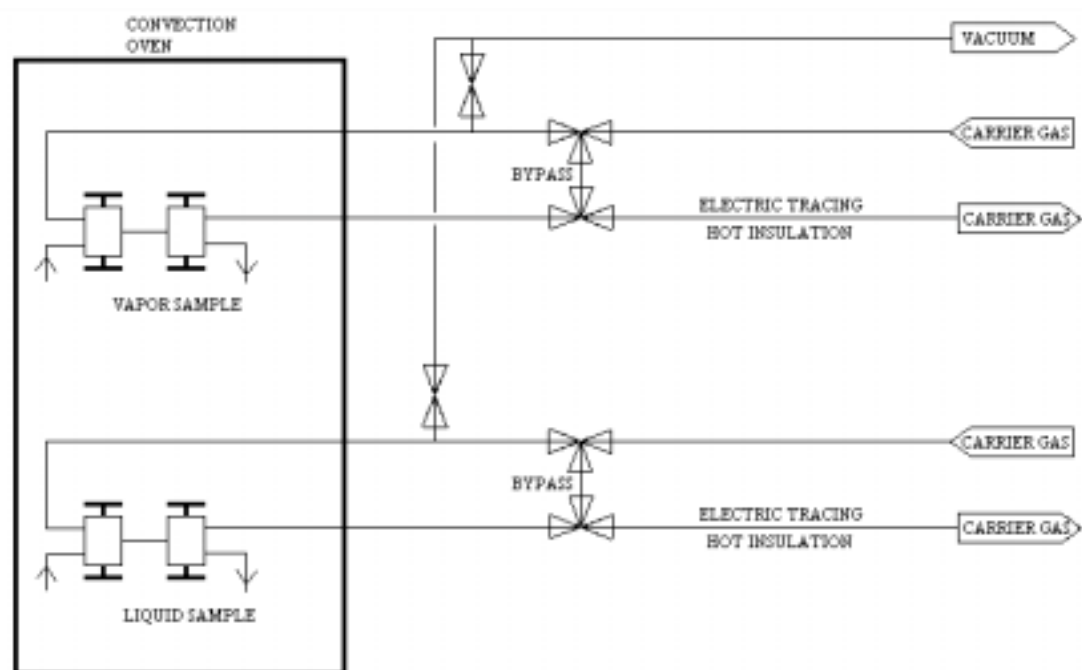 CONVECTION
OVEN
VACUUM
CARRIER GAS
BYPASS
ELECTRIC TRACING
HOT INSULATION
CARRIER GAS
VAPOR SAMPLE
CARRIER GAS
BYPASS
ELECTRIC TRACING
HOT INSULATION
CARRIER GAS
LIQUID SAMPLE